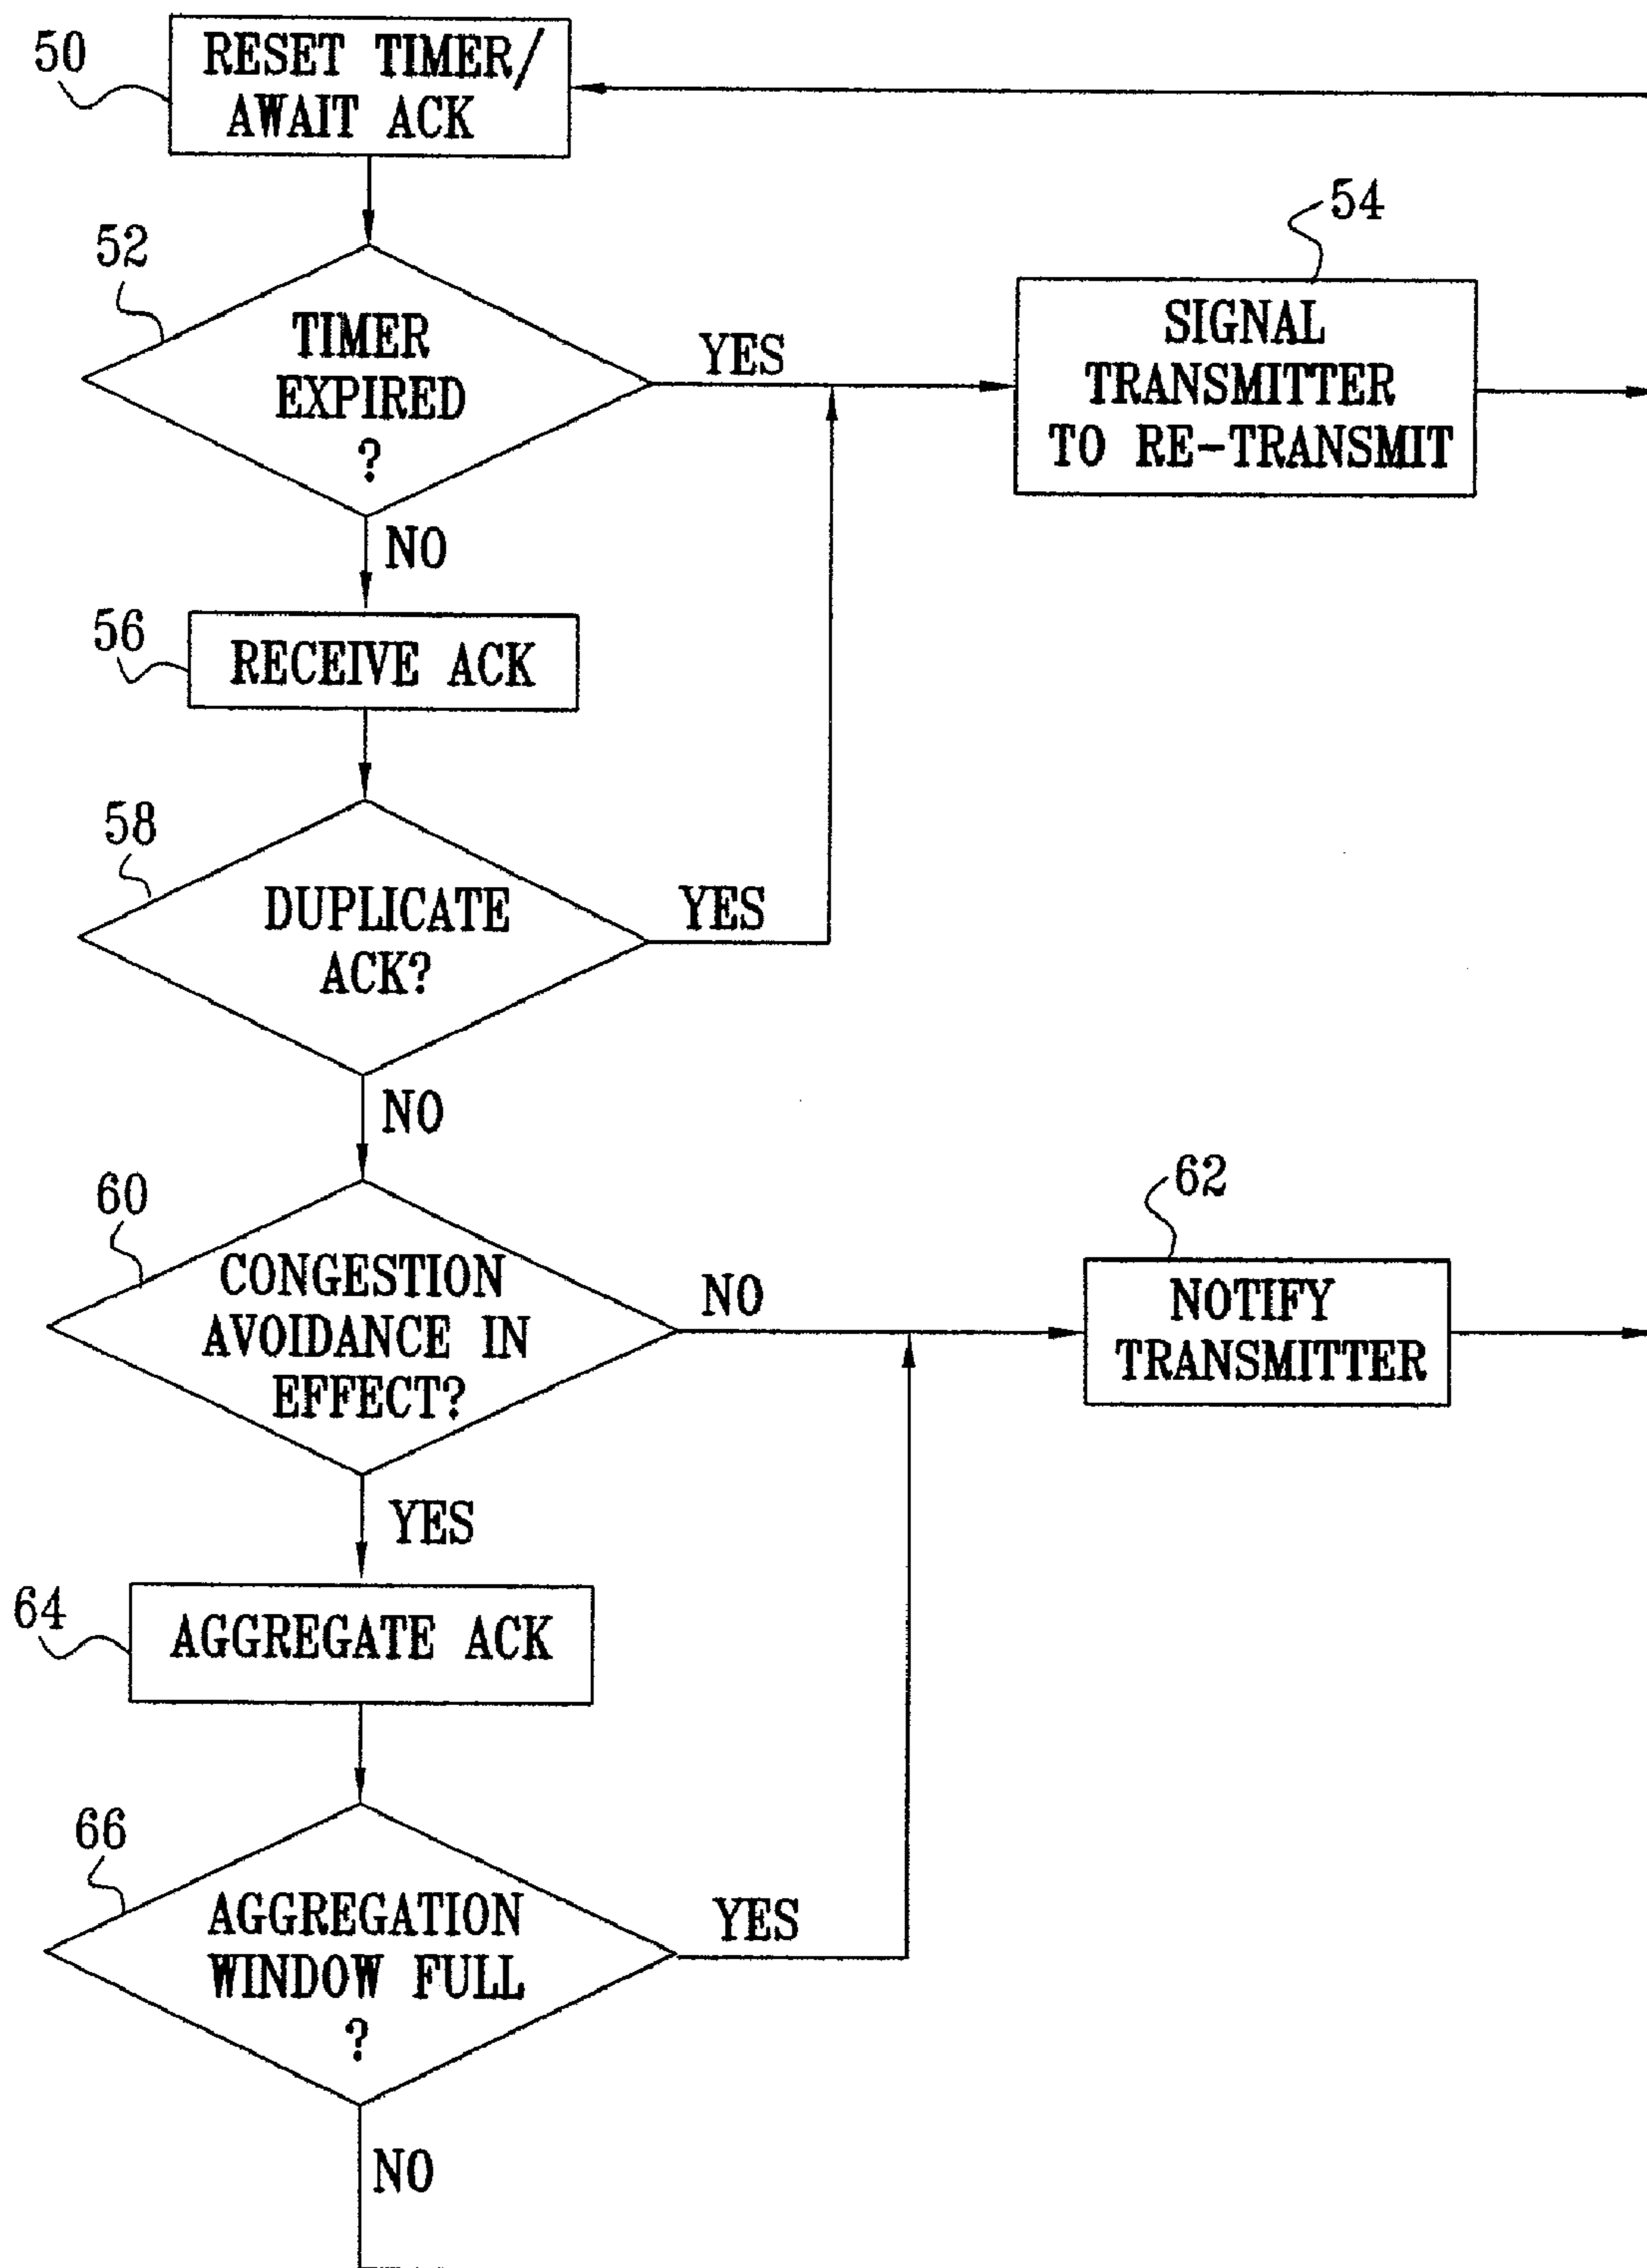 50
RESET TIMER/
AWAIT ACK
54
52
TIMER
EXPIRED
?
YES
SIGNAL
TRANSMITTER
TO RE-TRANSMIT
NO
56
RECEIVE ACK
58
DUPLICATE
ACK?
YES
NO
60
62
CONGESTION
AVOIDANCE IN
EFFECT?
NO
NOTIFY
TRANSMITTER
YES
64
AGGREGATE ACK
66
AGGREGATION
WINDOW FULL
?
YES
NO